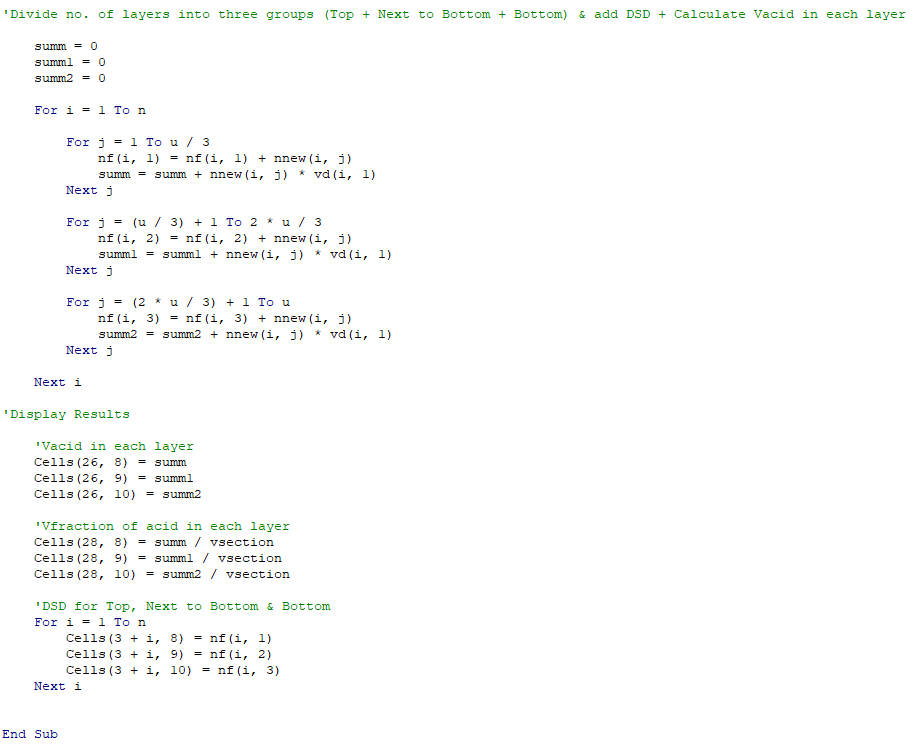 'Divide no. of layers into three groups (Top + Next to Bottom + Bottom) & add DSD + Calculate Vacid in each layer
summ = 0
summ1 = 0
summ2 = 0
For i = 1 To n
For j = 1 To u / 3
nf(i, 1) = nf(i, 1) + nnew(i, j)
summ = summ + nnew(i, j) * vd(i, 1)
Next j
For j = (u / 3) + 1 To 2 * u / 3
nf(i, 2) = nf(i, 2) + nnew(i, j)
summ1 = summ1 + nnew(i, j) * vd(i, 1)
Next j
For j = (2 * u / 3) + 1 To u
nf(i, 3) = nf(i, 3) + nnew(i, j)
summ2 = summ2 + nnew(i, j) * vd(i, 1)
Next j
Next i
'Display Results
'Vacid in each layer
Cells(26, 8) = summ
Cells(26, 9) = summ1
Cells(26, 10) = summ2
'Vfraction of acid in each layer
Cells(28, 8) = summ / vsection
Cells(28, 9) = summ1 / vsection
Cells(28, 10) = summ2 / vsection
'DSD for Top, Next to Bottom & Bottom
For i = 1 To n
Cells(3 + i, 8) = nf(i, 1)
Cells(3 + i, 9) = nf(i, 2)
Cells(3 + i, 10) = nf(i, 3)
Next i
End Sub